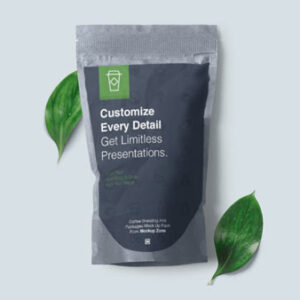 Customize
Every Detail
Get Limitless
Presentations.
Coffee Branding And
Packages Mock Up Pack
From Mockup Zone